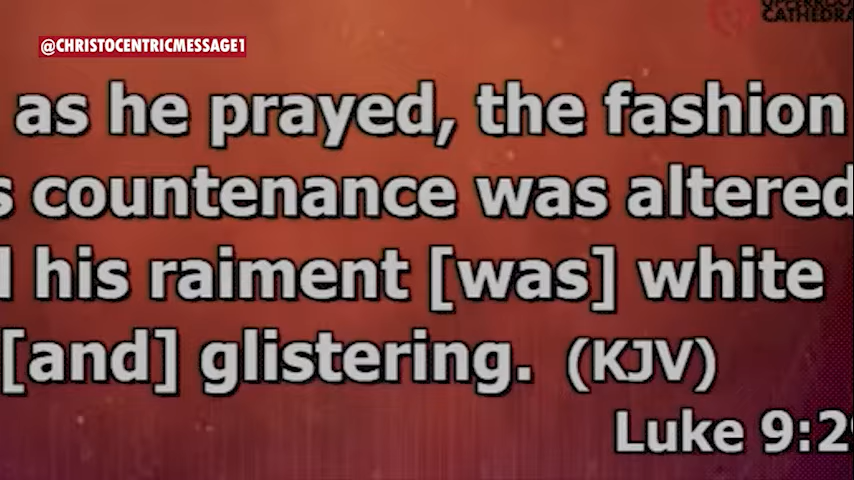 CATHEDRA
@CHRISTOCENTRICMESSAGE1
as he prayed, the fashion
s countenance was altered
his raiment [was] white
[and] glistering. (KJV)
Luke 9:2